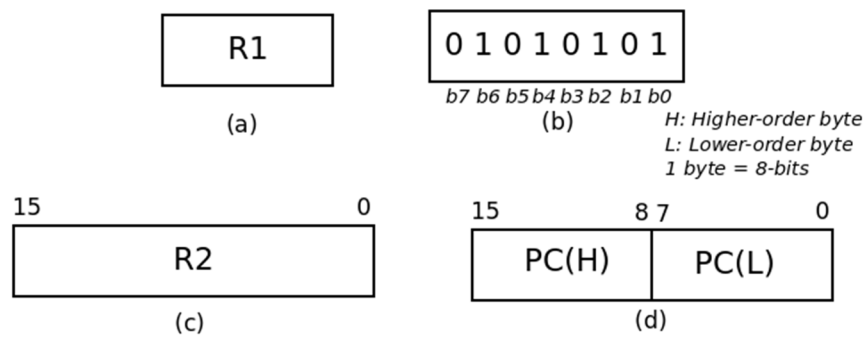 R1
0 1 0 1 0 1 0 1
b7 b6 b5 b4 b3 b2 b1 b0
(a)
(b)
H: Higher-order byte
L: Lower-order byte
1 byte = 8-bits
15 0
R2
(c)
15 8 7 0
PC(H) PC(L)
(d)